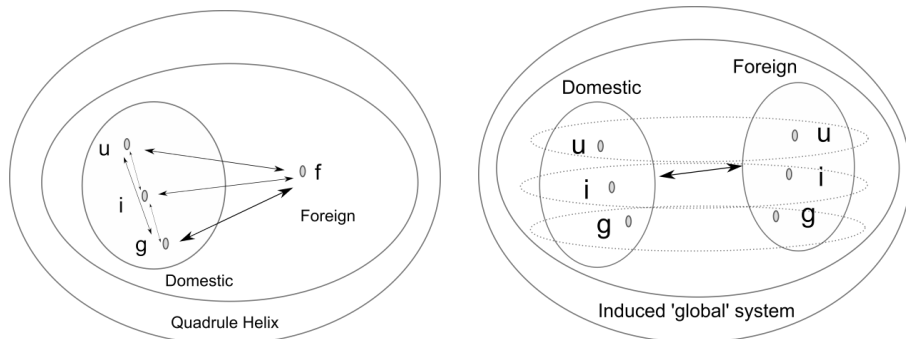 u
f
i
Foreign
g
Domestic
Quadrule Helix
Foreign
Domestic
u
u
i
i
g
g
Induced 'global' system